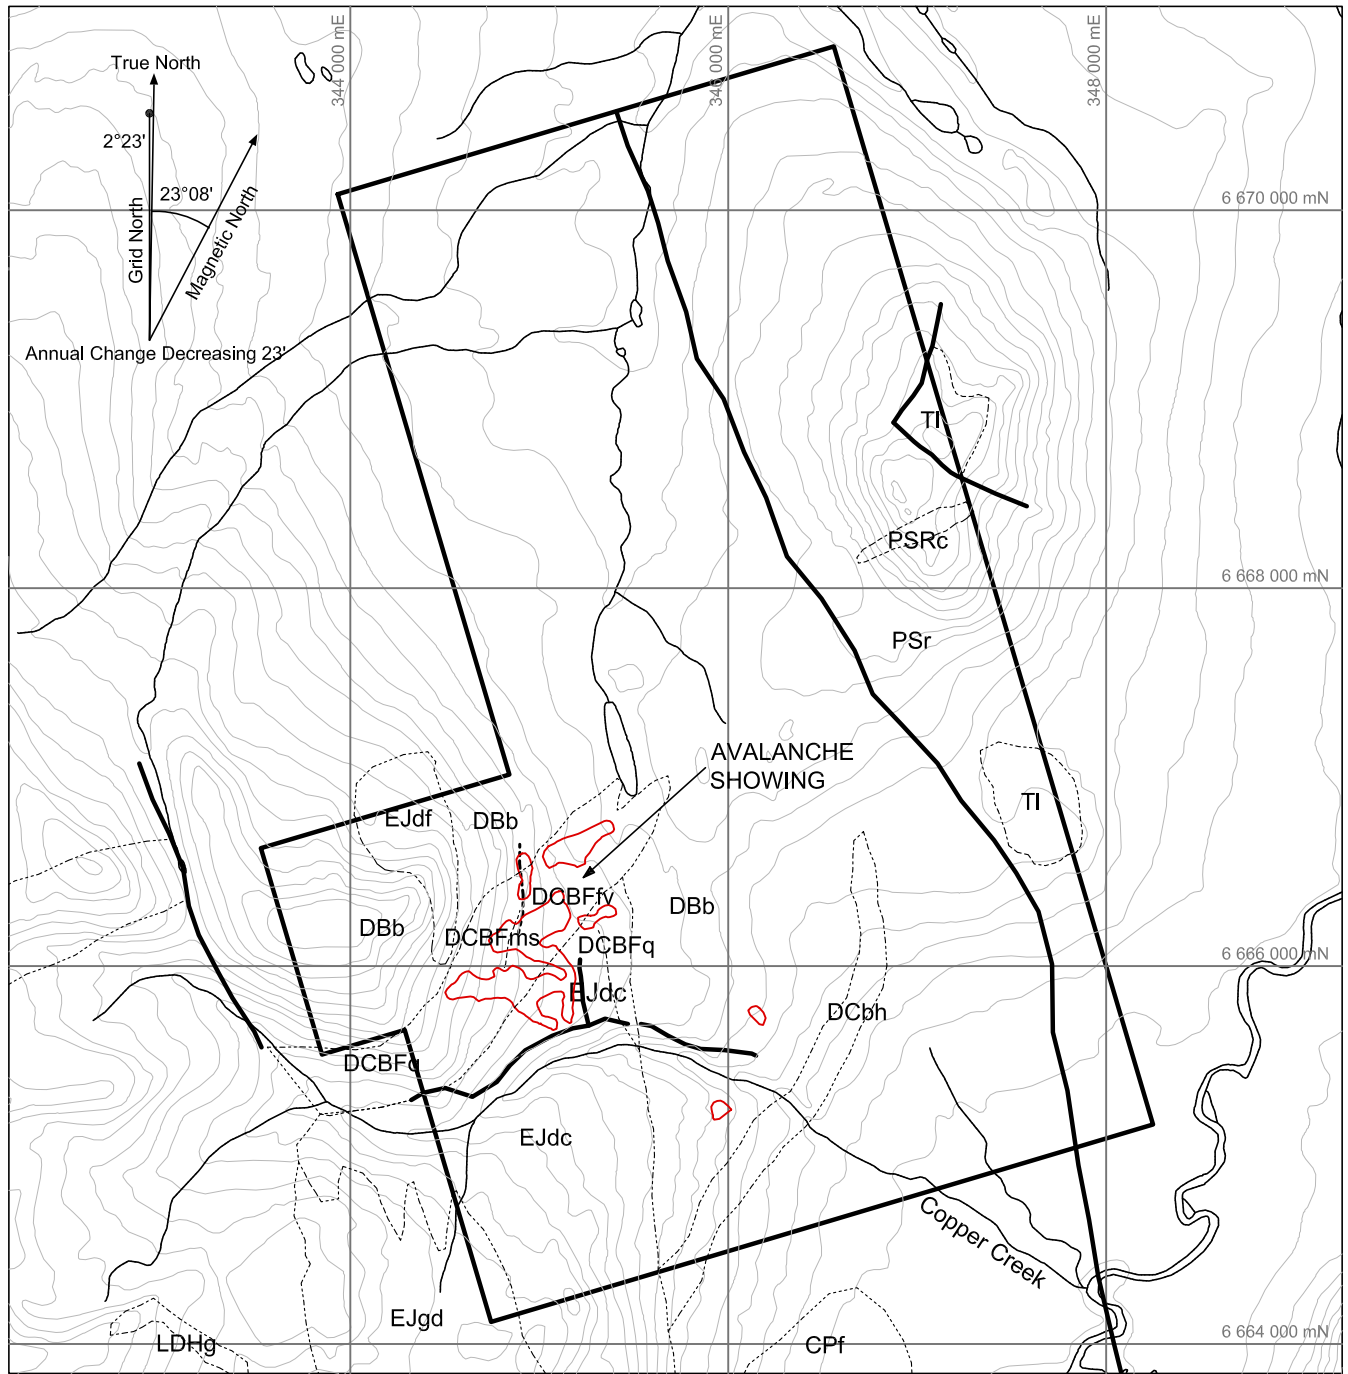 344 000 mE
346 000 mE
348 000 mE
True North
2°23'
23°08'
Grid North
Magnetic North
Annual Change Decreasing 23'
6 670 000 mN
TI
PSRc
6 668 000 mN
PSr
AVALANCHE
SHOWING
TI
EJdf
DBb
DCBFfv
DBb
DBb
DCBFms
DCBFq
6 666 000 mN
EJdc
DCbh
DCBFq
EJdc
Copper Creek
EJgd
6 664 000 mN
LDHg
CPf